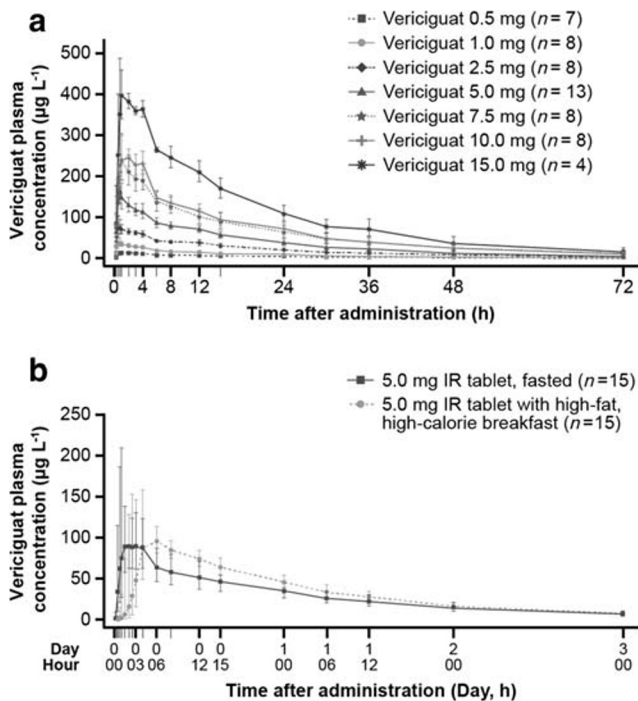 a
Vericiguat 0.5 mg (n = 7)
Vericiguat 1.0 mg (n = 8)
Vericiguat 2.5 mg (n = 8)
Vericiguat 5.0 mg (n = 13)
Vericiguat 7.5 mg (n = 8)
Vericiguat 10.0 mg (n = 8)
Vericiguat 15.0 mg (n = 4)
Vericiguat plasma
concentration (µg L⁻¹)
500
400
300
200
100
0
0 4 8 12 24 36 48 72
Time after administration (h)
b
5.0 mg IR tablet, fasted (n = 15)
5.0 mg IR tablet with high-fat,
high-calorie breakfast (n = 15)
Vericiguat plasma
concentration (µg L⁻¹)
250
200
150
100
50
0
Day 0 0 0 0 0 1 1 1 2 3
Hour 00 03 06 12 15 00 06 12 00 00
Time after administration (Day, h)